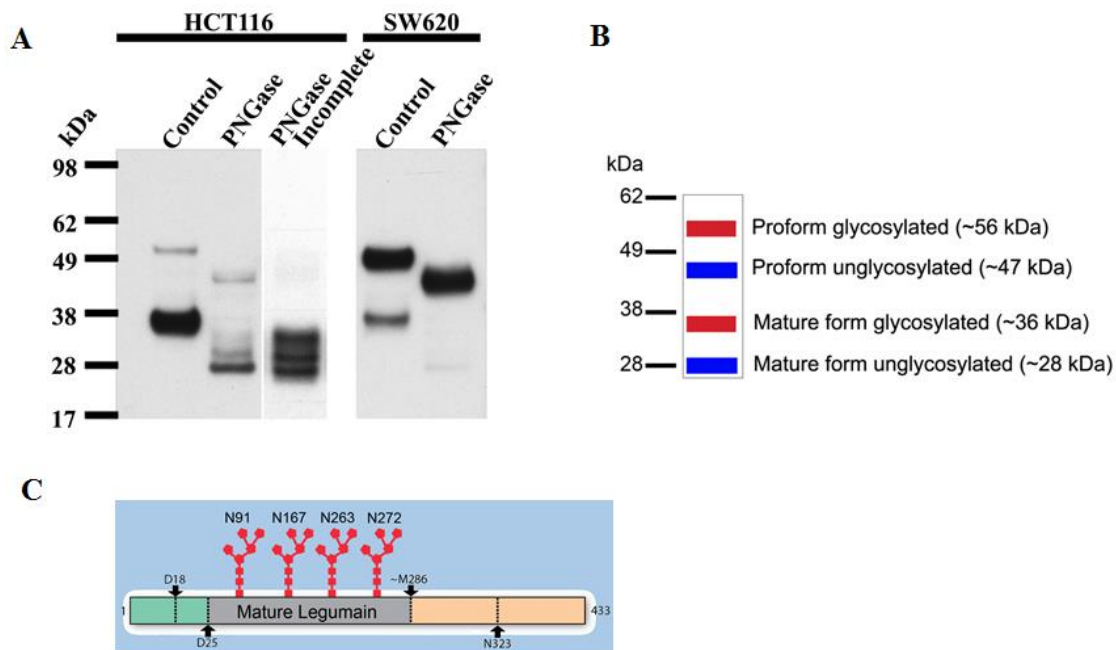 A
HCT116
SW620
kDa
Control
PNGase
PNGase
Incomplete
Control
PNGase
98
62
49
38
28
17
B
kDa
62
49
38
28
Proform glycosylated (~56 kDa)
Proform unglycosylated (~47 kDa)
Mature form glycosylated (~36 kDa)
Mature form unglycosylated (~28 kDa)
C
N91 N167 N263 N272
D18
~M286
1
Mature Legumain
433
D25
N323